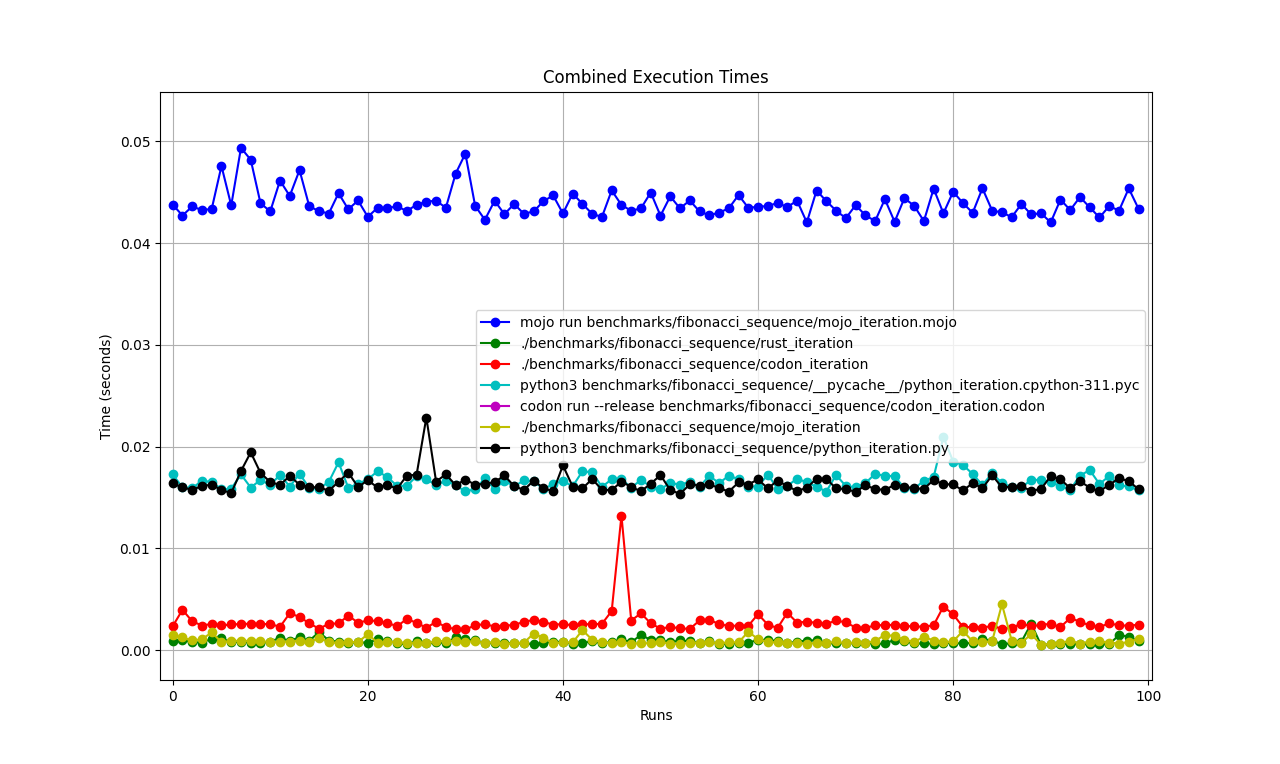 Combined Execution Times
Time (seconds)
0.05
0.04
0.03
0.02
0.01
0.00
mojo run benchmarks/fibonacci_sequence/mojo_iteration.mojo
./benchmarks/fibonacci_sequence/rust_iteration
./benchmarks/fibonacci_sequence/codon_iteration
python3 benchmarks/fibonacci_sequence/__pycache__/python_iteration.cpython-311.pyc
codon run --release benchmarks/fibonacci_sequence/codon_iteration.codon
./benchmarks/fibonacci_sequence/mojo_iteration
python3 benchmarks/fibonacci_sequence/python_iteration.py
0 20 40 60 80 100
Runs